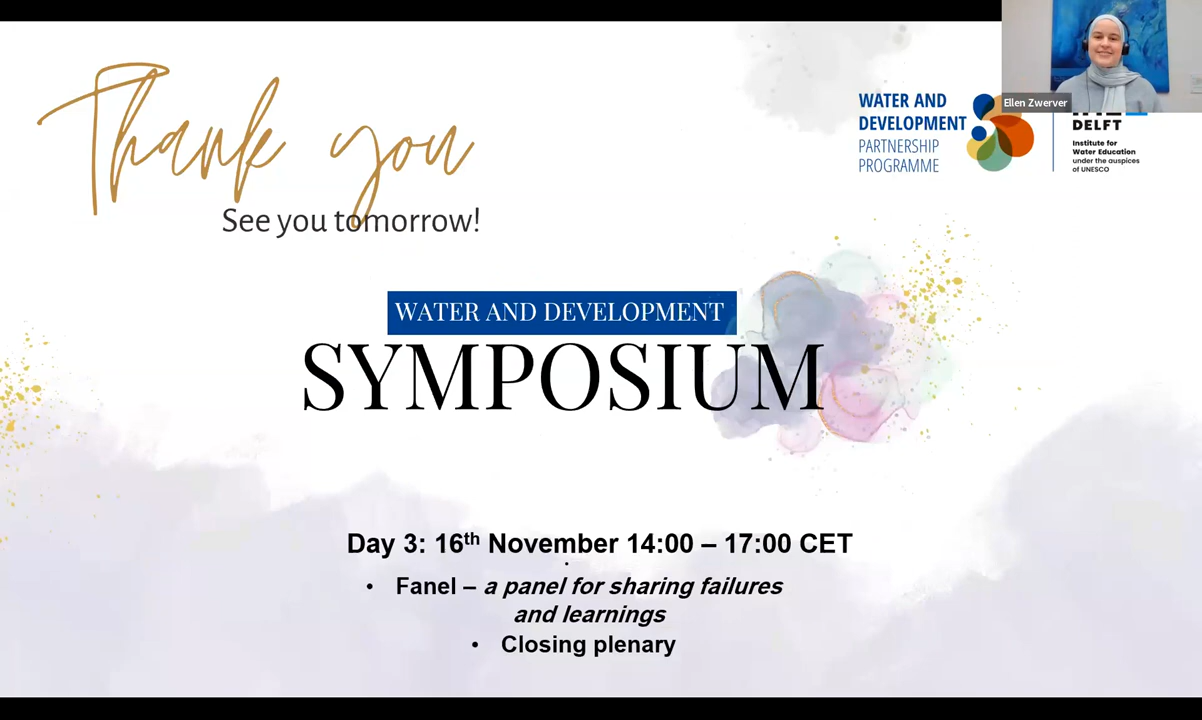 Thank you
See you tomorrow!
WATER AND
DEVELOPMENT
PARTNERSHIP
PROGRAMME
Ellen Zwerver
DELFT
Institute for
Water Education
under the auspices
of UNESCO
WATER AND DEVELOPMENT
SYMPOSIUM
Day 3: 16th November 14:00 – 17:00 CET
• Fanel – a panel for sharing failures
and learnings
• Closing plenary